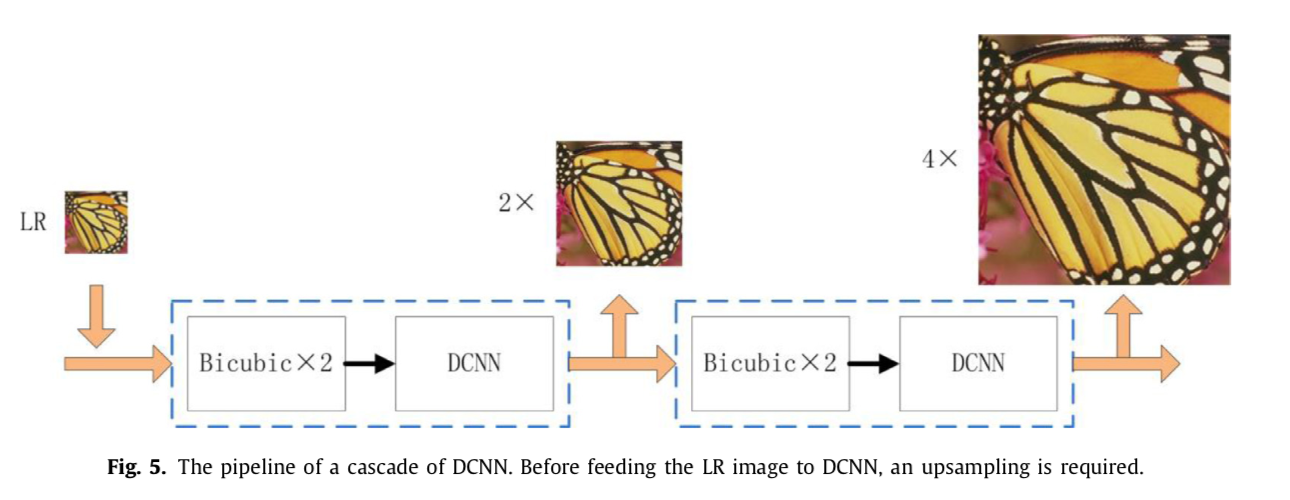 4×
2×
LR
Bicubic×2
DCNN
Bicubic×2
DCNN
Fig. 5. The pipeline of a cascade of DCNN. Before feeding the LR image to DCNN, an upsampling is required.